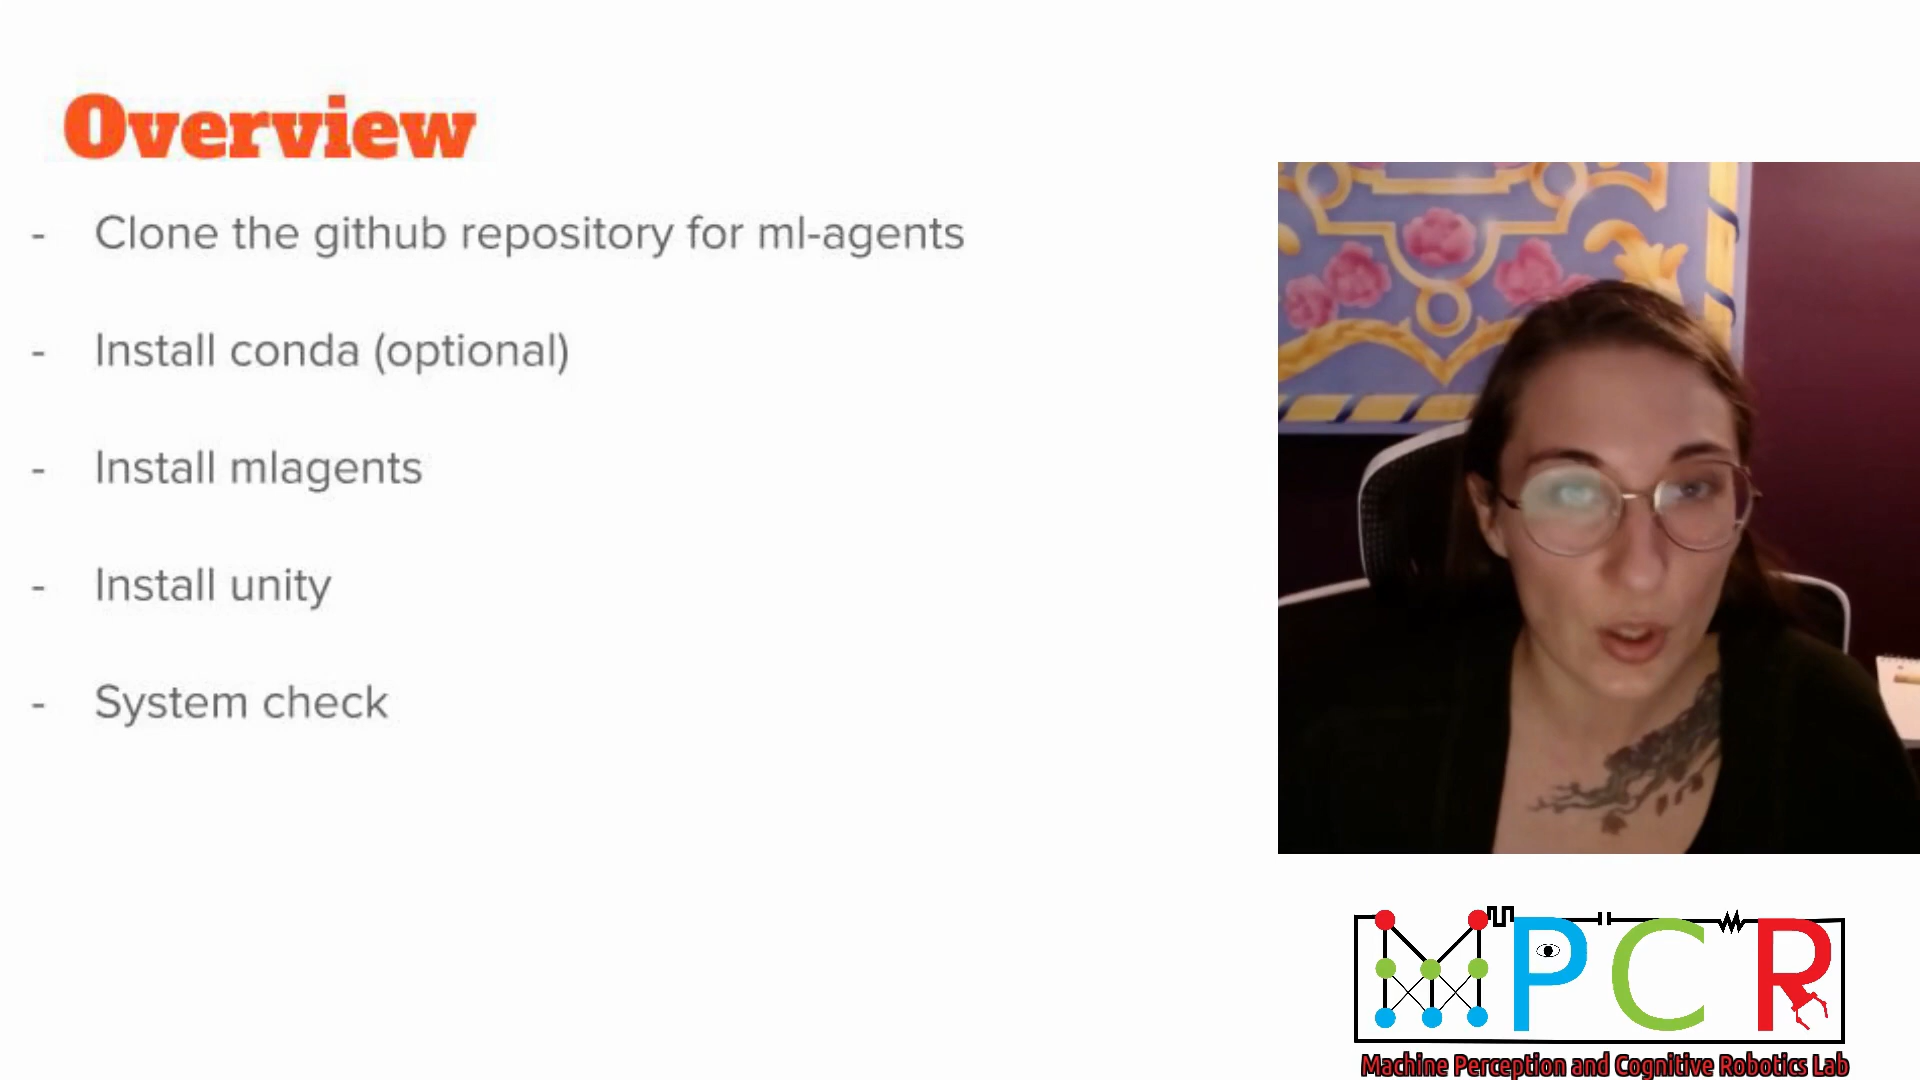 Overview
- Clone the github repository for ml-agents
- Install conda (optional)
- Install mlagents
- Install unity
- System check
MPCR
Machine Perception and Cognitive Robotics Lab